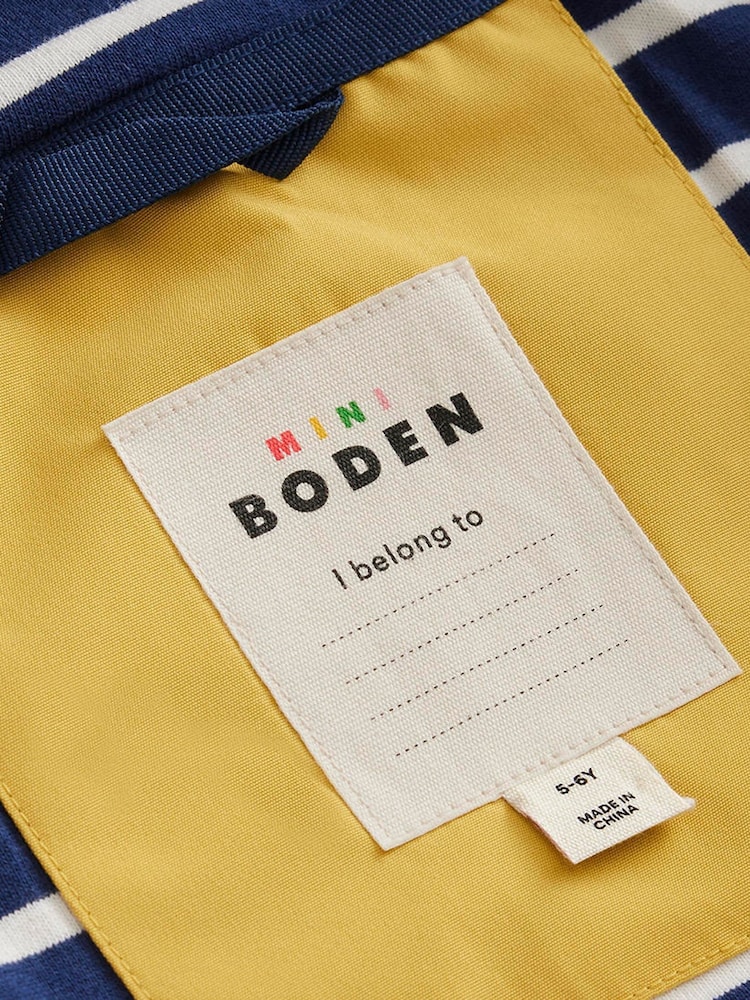 MINI
BODEN
I belong to
5-6Y
MADE IN
CHINA